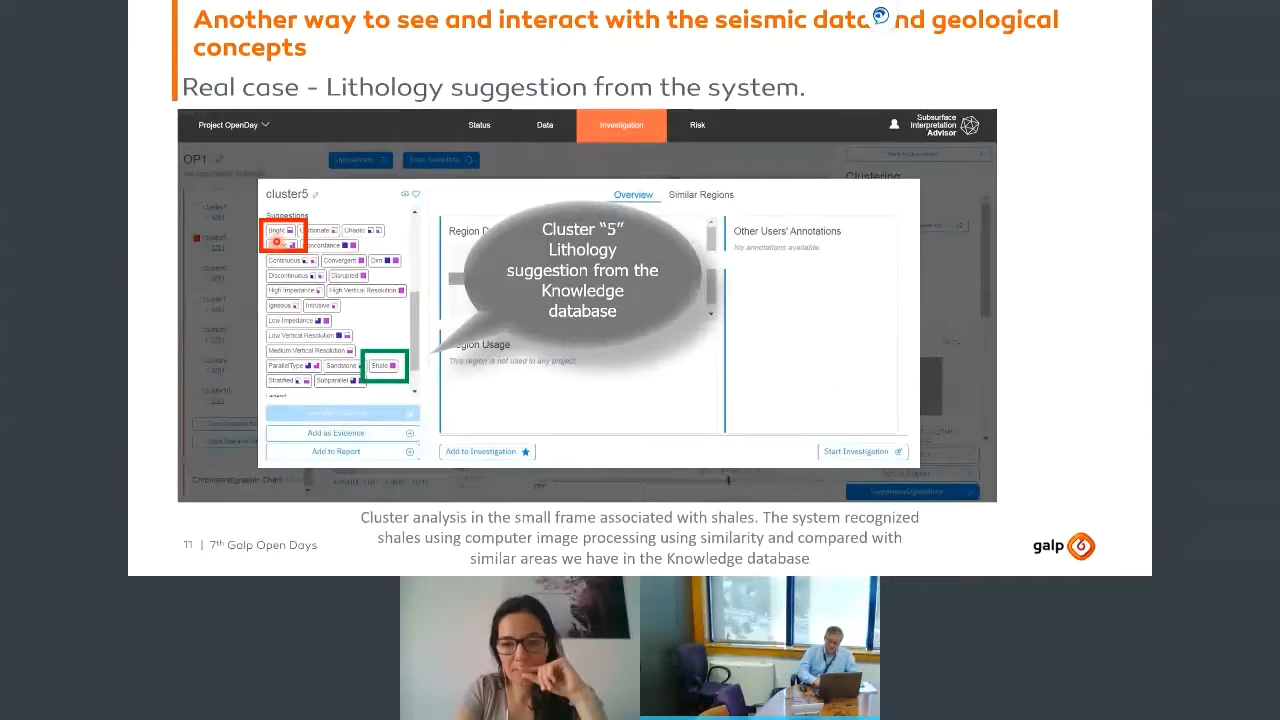 Another way to see and interact with the seismic data and geological
concepts
Real case - Lithology suggestion from the system.
Project OpenDay
Status
Data
Investigation
Risk
Subsurface
Interpretation
Advisor
OP1
Operations
Clustering
cluster5
Suggestions
Bright
Chaotic
Concordance
Continuous Convergent Dim
Discontinuous Disrupted
High Impedance High Vertical Resolution
Igneous Intrusive
Low Impedance
Low Vertical Resolution
Medium Vertical Resolution
ParallelType Sandstone Shale
Stratified Subparallel
Legend
Add as Evidence
Add to Report
Overview
Similar Regions
Region D
Cluster “5”
Lithology
suggestion from the
Knowledge
database
Region Usage
This region is not used in any project.
Other Users' Annotations
No annotations available.
Add to Investigation
Start Investigation
Chronostratigraphic Chart
Cluster analysis in the small frame associated with shales. The system recognized
shales using computer image processing using similarity and compared with
similar areas we have in the Knowledge database
11 | 7th Galp Open Days
galp